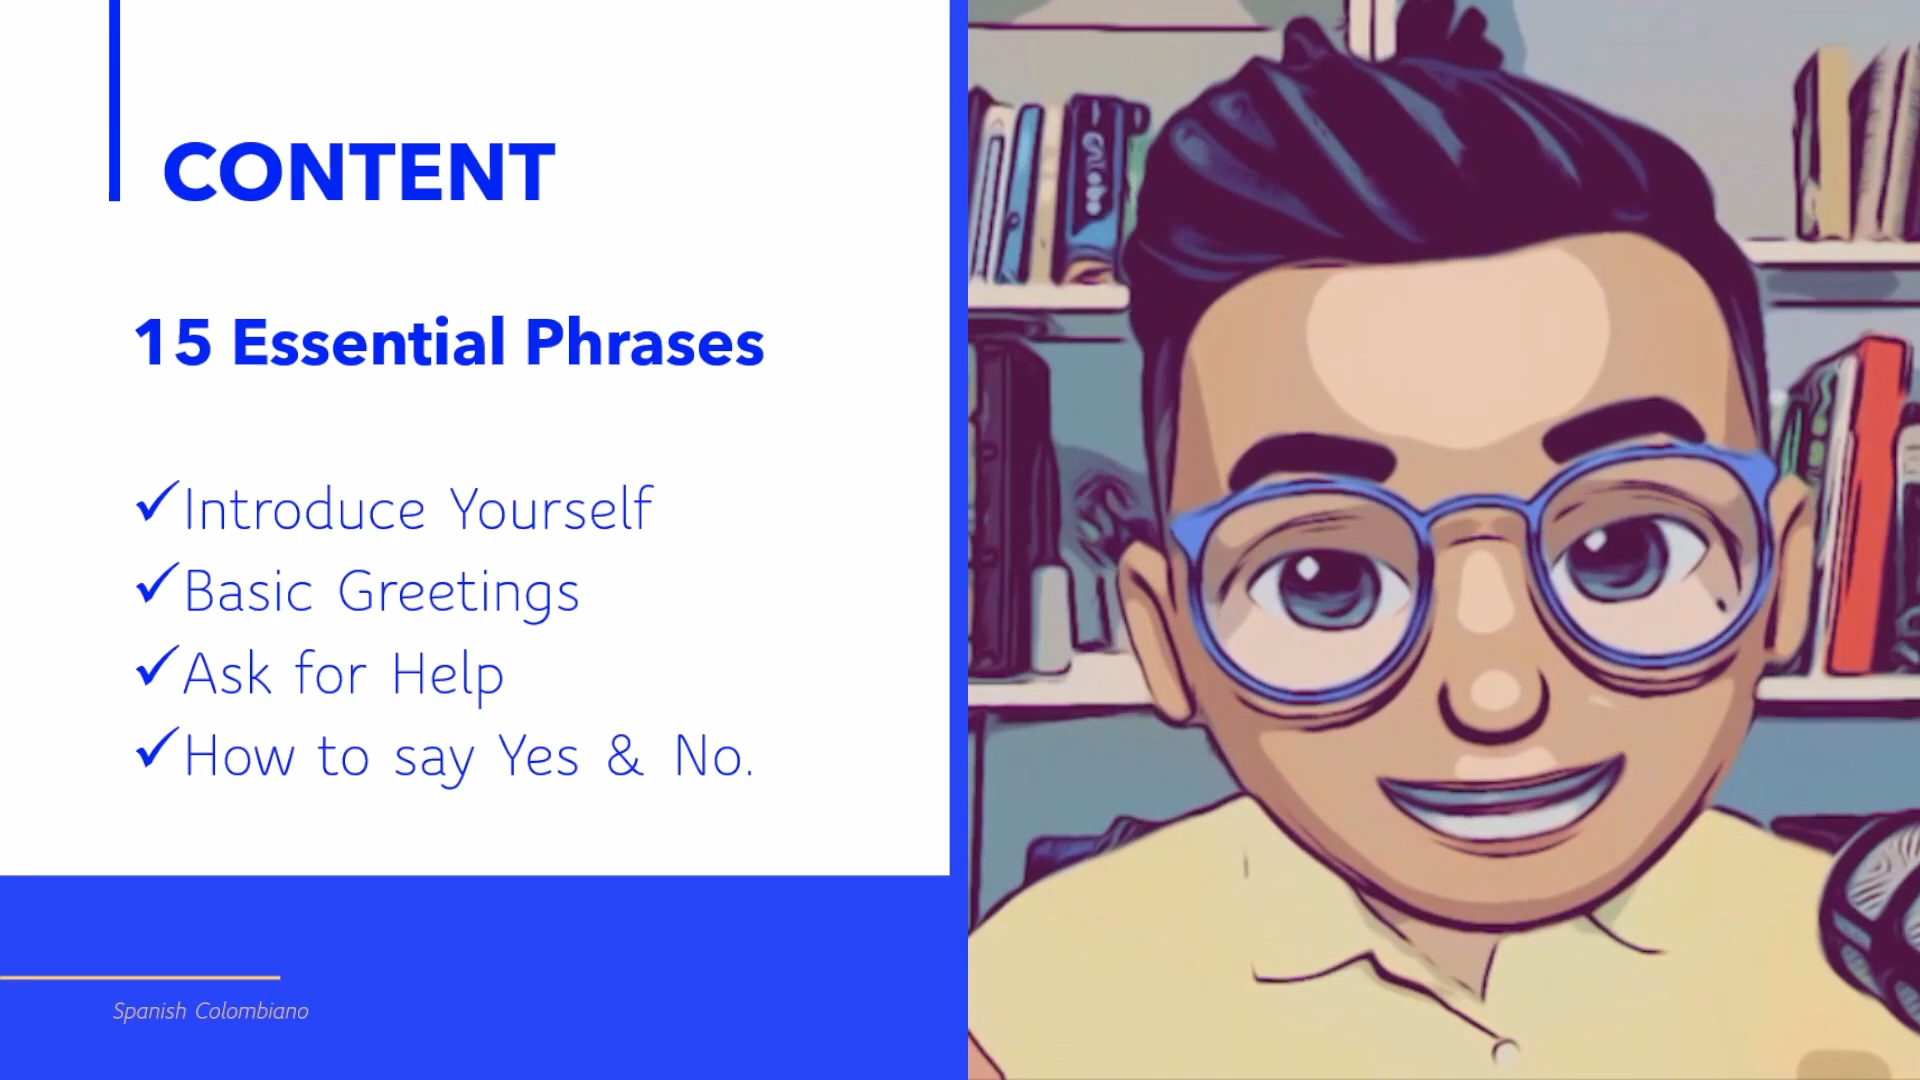 CONTENT
15 Essential Phrases
✓Introduce Yourself
✓Basic Greetings
✓Ask for Help
✓How to say Yes & No.
Spanish Colombiano